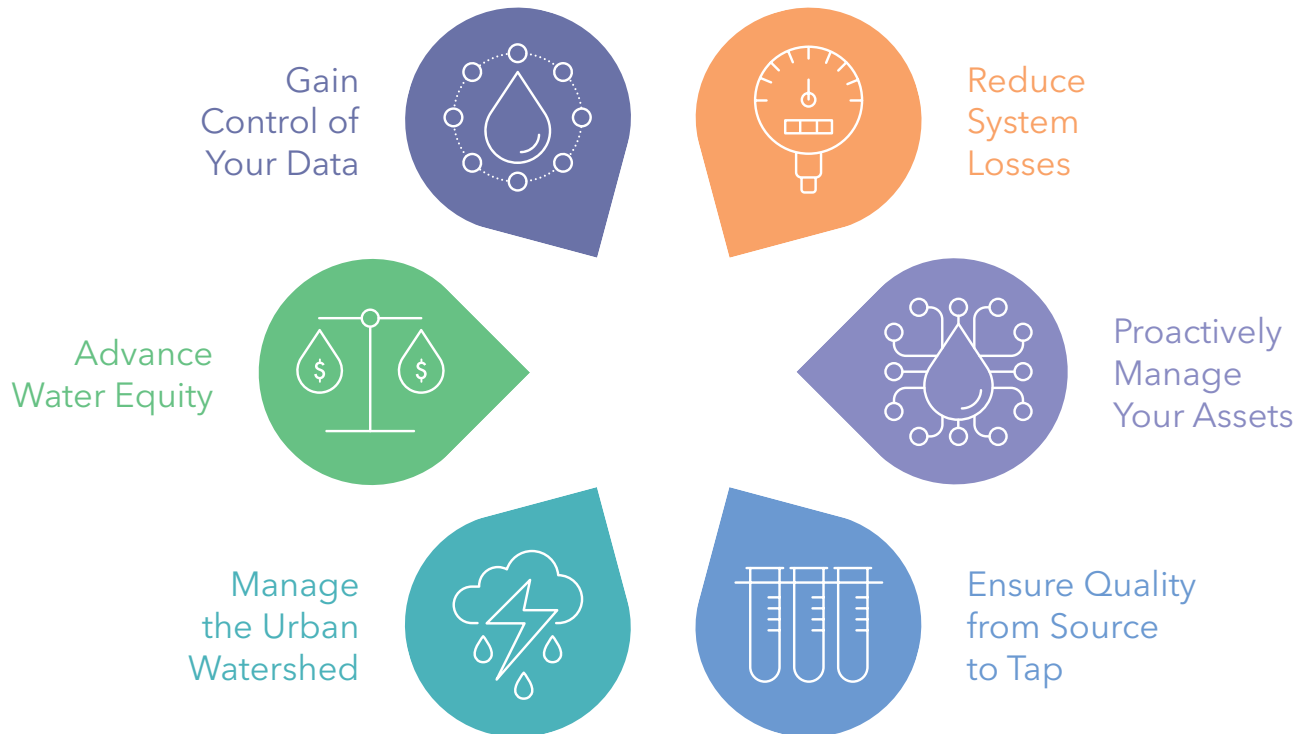 Gain
Control of
Your Data
Reduce
System
Losses
Advance
Water Equity
$ $
Proactively
Manage
Your Assets
Manage
the Urban
Watershed
Ensure Quality
from Source
to Tap